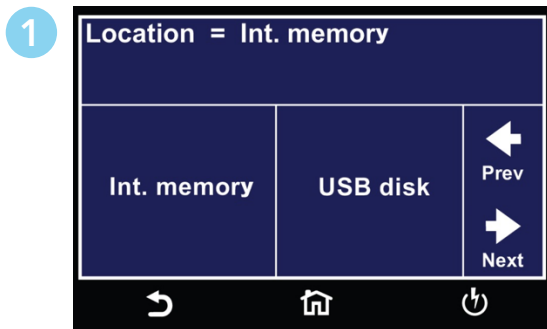 1
Location = Int. memory
Int. memory
USB disk
Prev
Next